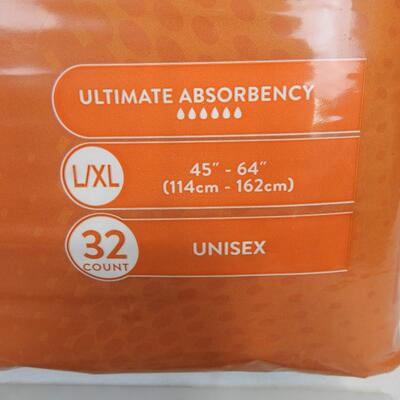 ULTIMATE ABSORBENCY
L/XL
45" - 64"
(114cm - 162cm)
32
COUNT
UNISEX